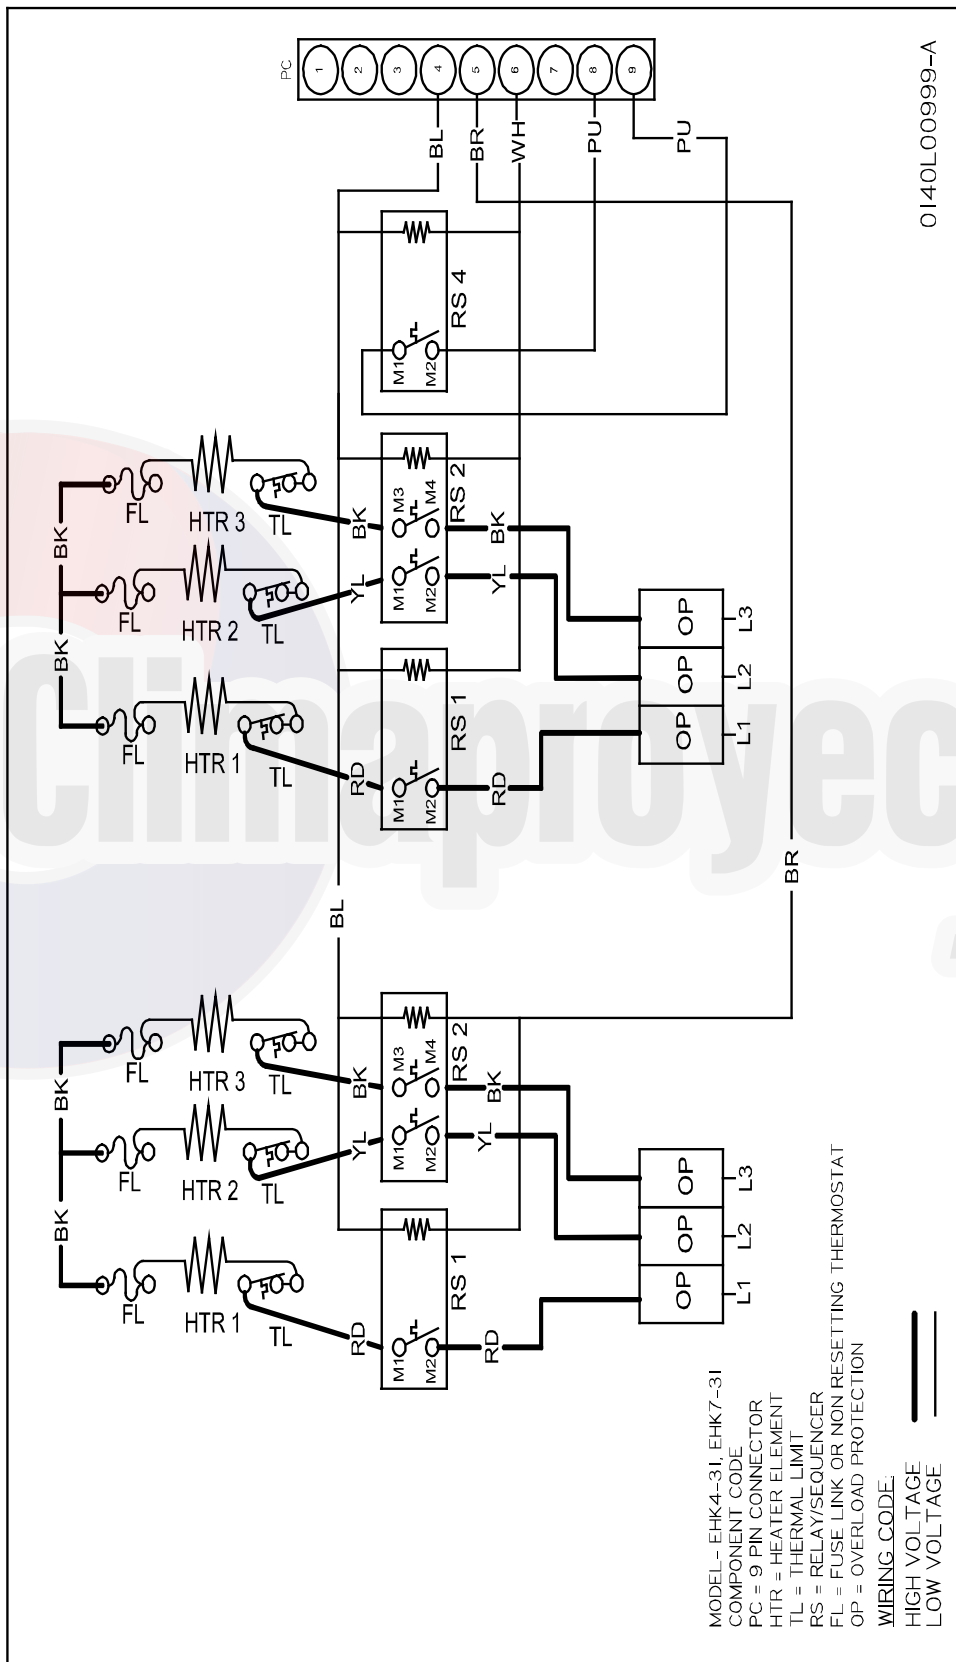 PC
1
2
3
4
5
6
7
8
9
BL
BR
WH
PU
PU
0140L00999-A
RS 4
M1
M2
BK
BK
FL
HTR 3
TL
FL
HTR 2
TL
FL
HTR 1
TL
BK
YL
RD
RS 2
M3
M4
M1
M2
RS 1
M1
M2
BK
YL
RD
OP
OP
OP
L3
L2
L1
BL
BR
Climaproyec
BK
BK
FL
HTR 3
TL
FL
HTR 2
TL
FL
HTR 1
TL
BK
YL
RD
RS 2
M3
M4
M1
M2
RS 1
M1
M2
BK
YL
RD
OP
OP
OP
L3
L2
L1
MODEL- EHK4-31, EHK7-31
COMPONENT CODE
PC = 9 PIN CONNECTOR
HTR = HEATER ELEMENT
TL = THERMAL LIMIT
RS = RELAY/SEQUENCER
FL = FUSE LINK OR NON RESETTING THERMOSTAT
OP = OVERLOAD PROTECTION
WIRING CODE:
HIGH VOLTAGE
LOW VOLTAGE